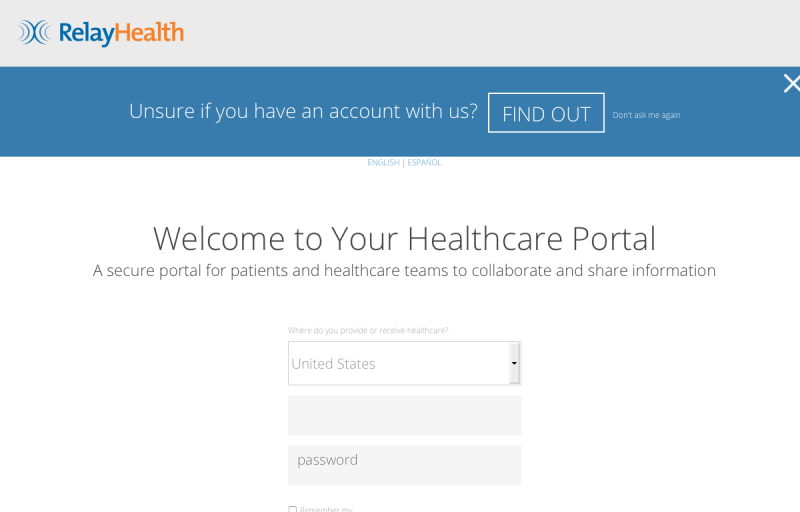 RelayHealth
Unsure if you have an account with us? FIND OUT Don't ask me again
ENGLISH | ESPAÑOL
Welcome to Your Healthcare Portal
A secure portal for patients and healthcare teams to collaborate and share information
Where do you provide or receive healthcare?
United States
password
Remember my